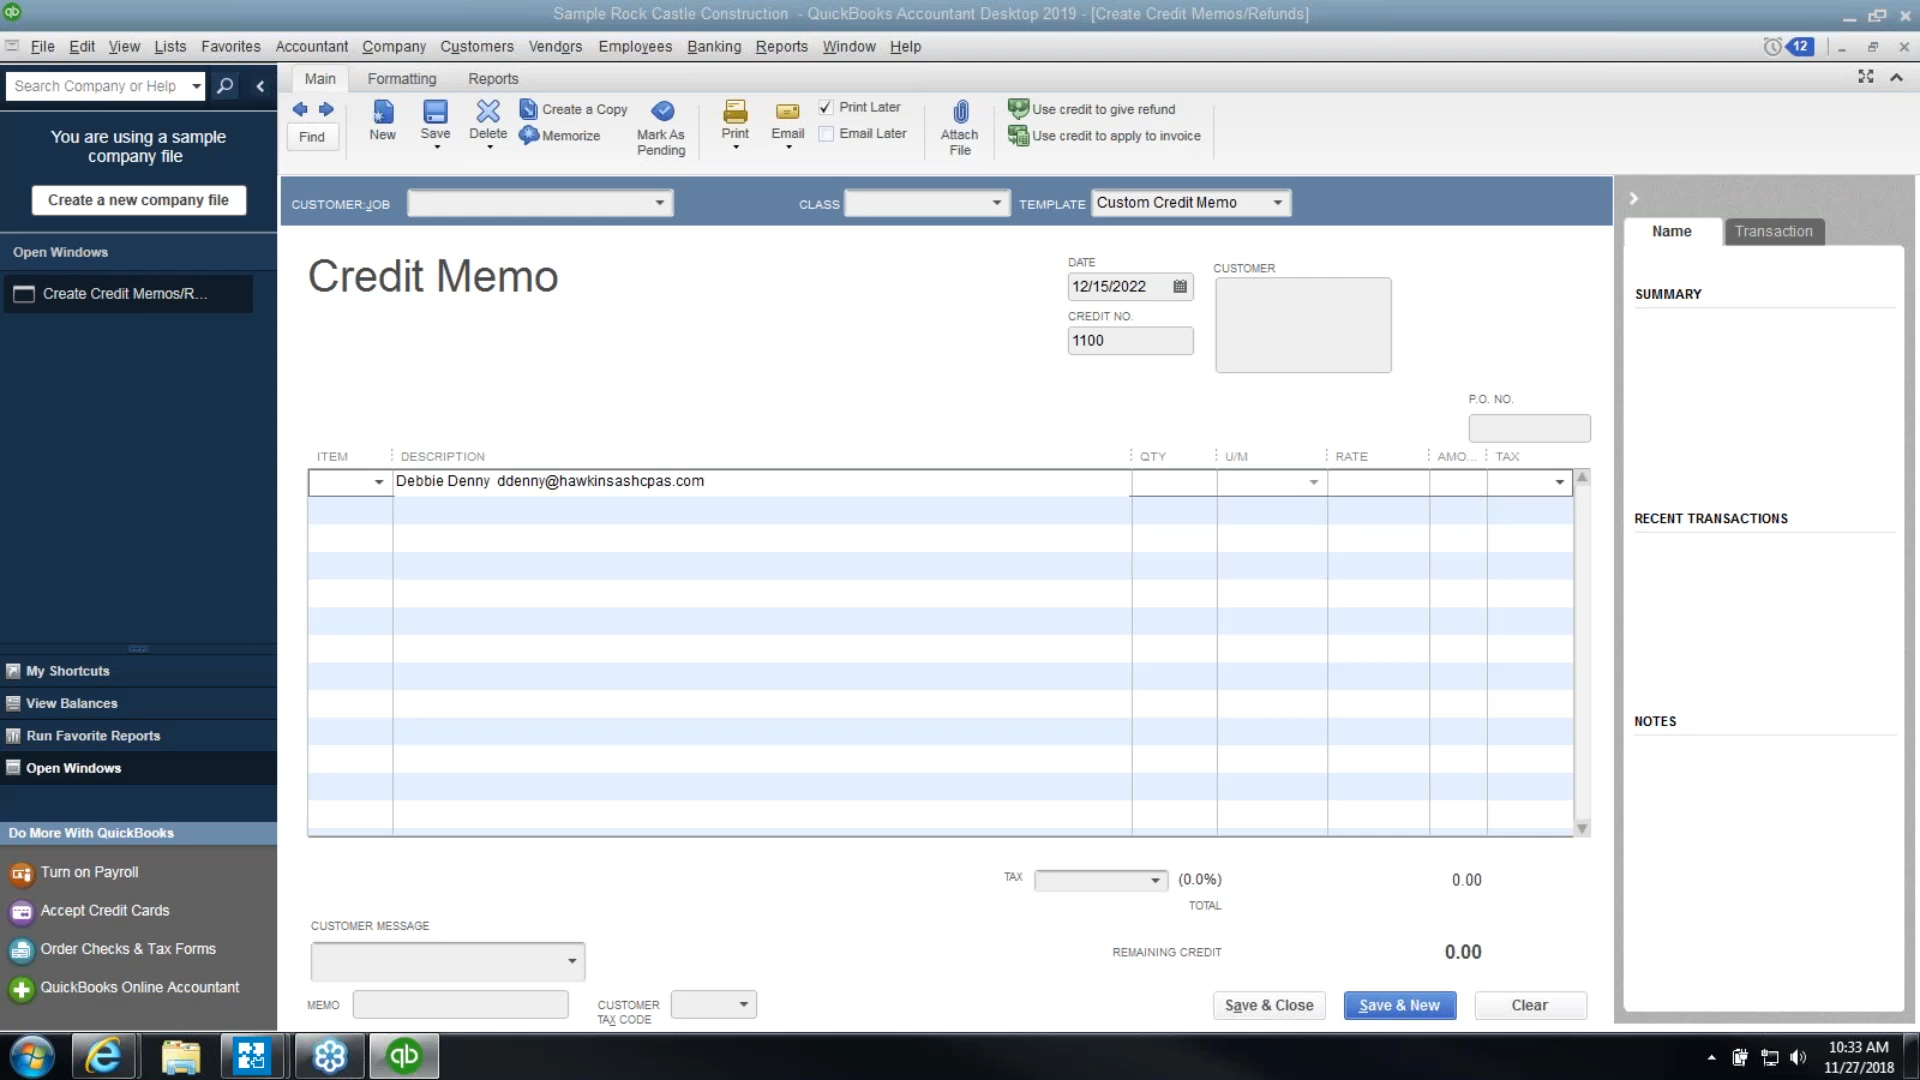 Sample Rock Castle Construction - QuickBooks Accountant Desktop 2019 - [Create Credit Memos/Refunds]
File Edit View Lists Favorites Accountant Company Customers Vendors Employees Banking Reports Window Help
12
Search Company or Help
You are using a sample
company file
Create a new company file
Open Windows
Create Credit Memos/R...
My Shortcuts
View Balances
Run Favorite Reports
Open Windows
Do More With QuickBooks
Turn on Payroll
Accept Credit Cards
Order Checks & Tax Forms
QuickBooks Online Accountant
Main Formatting Reports
Find
New
Save
Delete
Create a Copy
Memorize
Mark As
Pending
Print
Email
Print Later
Email Later
Attach
File
Use credit to give refund
Use credit to apply to invoice
CUSTOMER:JOB
CLASS
TEMPLATE Custom Credit Memo
Credit Memo
DATE
12/15/2022
CREDIT NO.
1100
CUSTOMER
P.O. NO.
ITEM DESCRIPTION QTY U/M RATE AMO... TAX
Debbie Denny ddenny@hawkinsashcpas.com
TAX (0.0%) 0.00
TOTAL
CUSTOMER MESSAGE
REMAINING CREDIT 0.00
MEMO
CUSTOMER
TAX CODE
Save & Close Save & New Clear
Name Transaction
SUMMARY
RECENT TRANSACTIONS
NOTES
qb
10:33 AM
11/27/2018